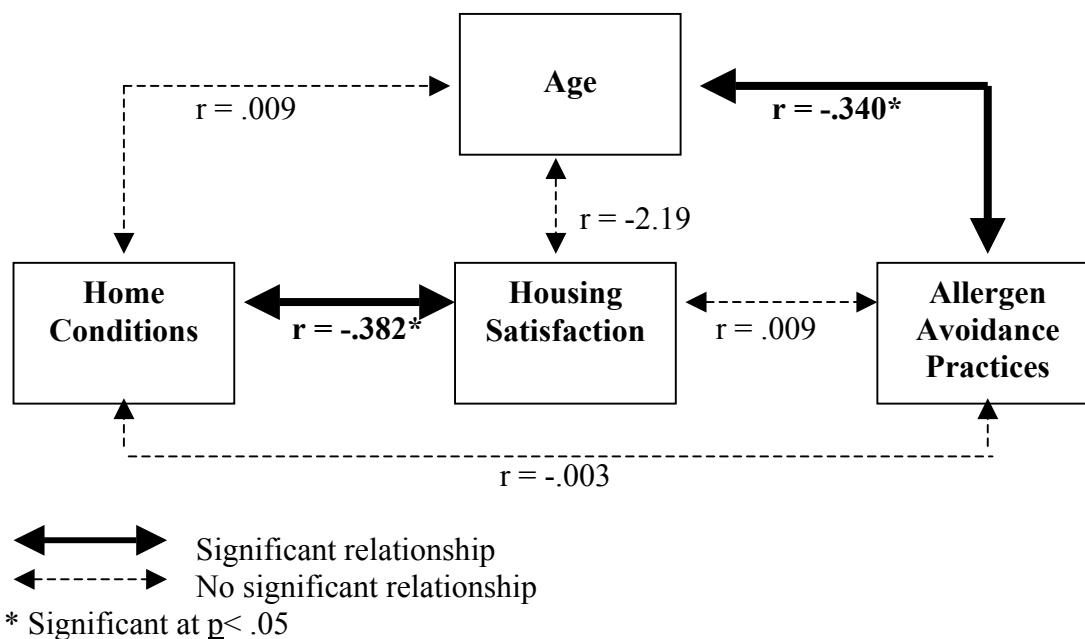 Age
r = .009
r = -.340*
r = -2.19
Home
Conditions
r = -.382*
Housing
Satisfaction
r = .009
Allergen
Avoidance
Practices
r = -.003
Significant relationship
No significant relationship
* Significant at p< .05